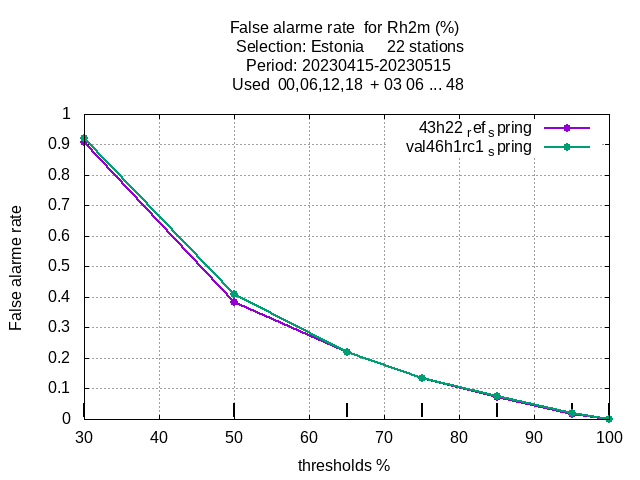 False alarme rate  for Rh2m (%)
Selection: Estonia     22 stations
Period: 20230415-20230515
Used  00,06,12,18  + 03 06 ... 48
43h22 ref spring
val46h1rc1 spring
False alarme rate
1
0.9
0.8
0.7
0.6
0.5
0.4
0.3
0.2
0.1
0
30 40 50 60 70 80 90 100
thresholds %